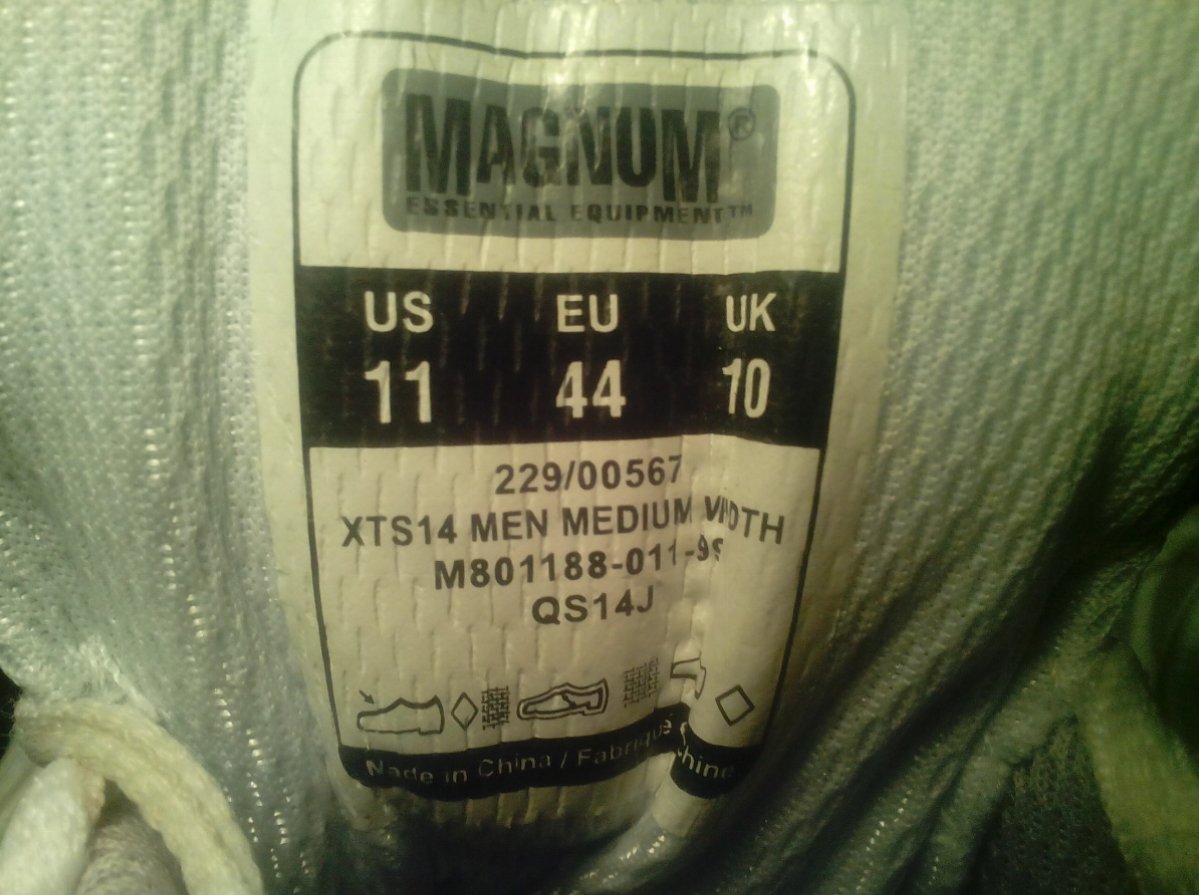 MAGNUM®
ESSENTIAL EQUIPMENT™
US EU UK
11 44 10
229/00567
XTS14 MEN MEDIUM WIDTH
M801188-011-99
QS14J
Made in China / Fabriqué Chine